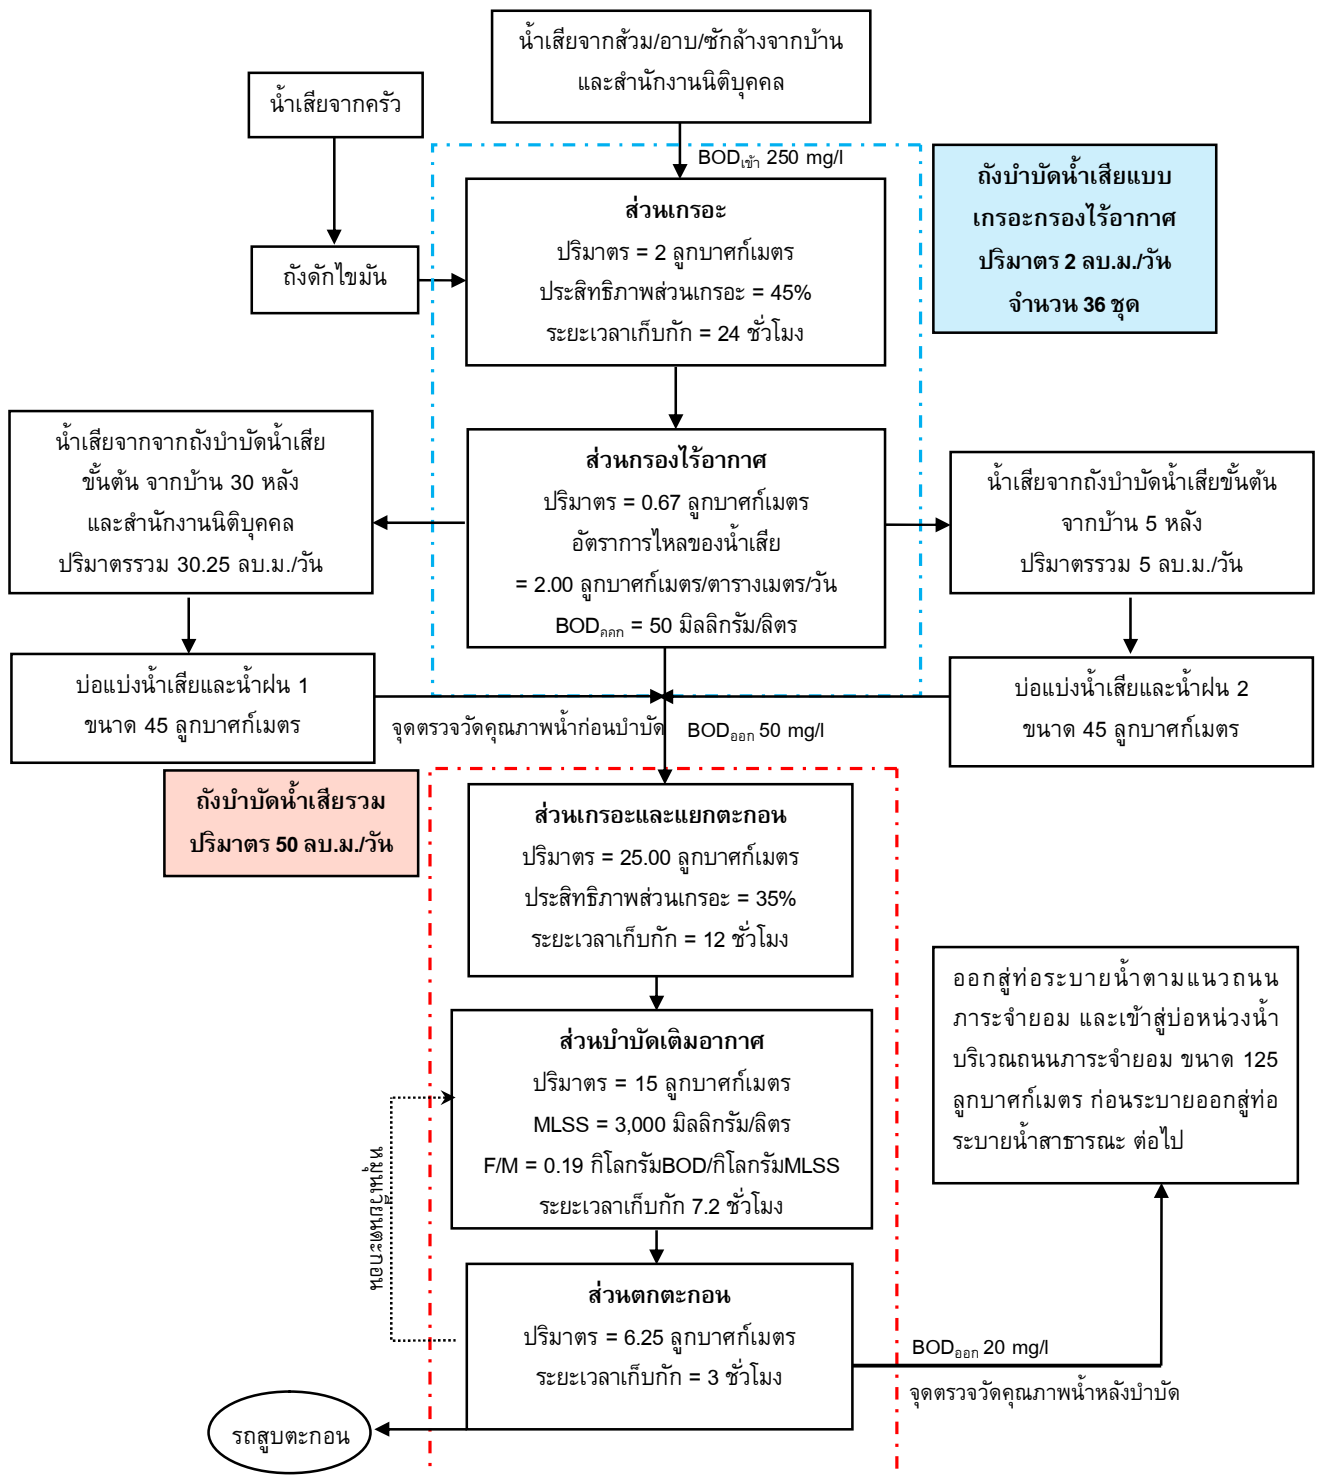 น้ำเสียจากส้วม/อาบ/ซักล้างจากบ้าน
และสำนักงานนิติบุคคล
น้ำเสียจากครัว
BODเข้า 250 mg/l
ถังบำบัดน้ำเสียแบบ
เกรอะกรองไร้อากาศ
ปริมาตร 2 ลบ.ม./วัน
จำนวน 36 ชุด
ส่วนเกรอะ
ปริมาตร = 2 ลูกบาศก์เมตร
ประสิทธิภาพส่วนเกรอะ = 45%
ระยะเวลาเก็บกัก = 24 ชั่วโมง
ถังดักไขมัน
น้ำเสียจากจากถังบำบัดน้ำเสีย
ขั้นต้น จากบ้าน 30 หลัง
และสำนักงานนิติบุคคล
ปริมาตรรวม 30.25 ลบ.ม./วัน
ส่วนกรองไร้อากาศ
ปริมาตร = 0.67 ลูกบาศก์เมตร
อัตราการไหลของน้ำเสีย
= 2.00 ลูกบาศก์เมตร/ตารางเมตร/วัน
BODออก = 50 มิลลิกรัม/ลิตร
น้ำเสียจากถังบำบัดน้ำเสียขั้นต้น
จากบ้าน 5 หลัง
ปริมาตรรวม 5 ลบ.ม./วัน
บ่อแบ่งน้ำเสียและน้ำฝน 1
ขนาด 45 ลูกบาศก์เมตร
บ่อแบ่งน้ำเสียและน้ำฝน 2
ขนาด 45 ลูกบาศก์เมตร
จุดตรวจวัดคุณภาพน้ำก่อนบำบัด
BODออก 50 mg/l
ถังบำบัดน้ำเสียรวม
ปริมาตร 50 ลบ.ม./วัน
ส่วนเกรอะและแยกตะกอน
ปริมาตร = 25.00 ลูกบาศก์เมตร
ประสิทธิภาพส่วนเกรอะ = 35%
ระยะเวลาเก็บกัก = 12 ชั่วโมง
ออกสู่ท่อระบายน้ำตามแนวถนน
ภาระจำยอม และเข้าสู่บ่อหน่วงน้ำ
บริเวณถนนภาระจำยอม ขนาด 125
ลูกบาศก์เมตร ก่อนระบายออกสู่ท่อ
ระบายน้ำสาธารณะ ต่อไป
ส่วนบำบัดเติมอากาศ
ปริมาตร = 15 ลูกบาศก์เมตร
MLSS = 3,000 มิลลิกรัม/ลิตร
F/M = 0.19 กิโลกรัมBOD/กิโลกรัมMLSS
ระยะเวลาเก็บกัก 7.2 ชั่วโมง
หมุนเวียนตะกอน
ส่วนตกตะกอน
ปริมาตร = 6.25 ลูกบาศก์เมตร
ระยะเวลาเก็บกัก = 3 ชั่วโมง
BODออก 20 mg/l
จุดตรวจวัดคุณภาพน้ำหลังบำบัด
รถสูบตะกอน